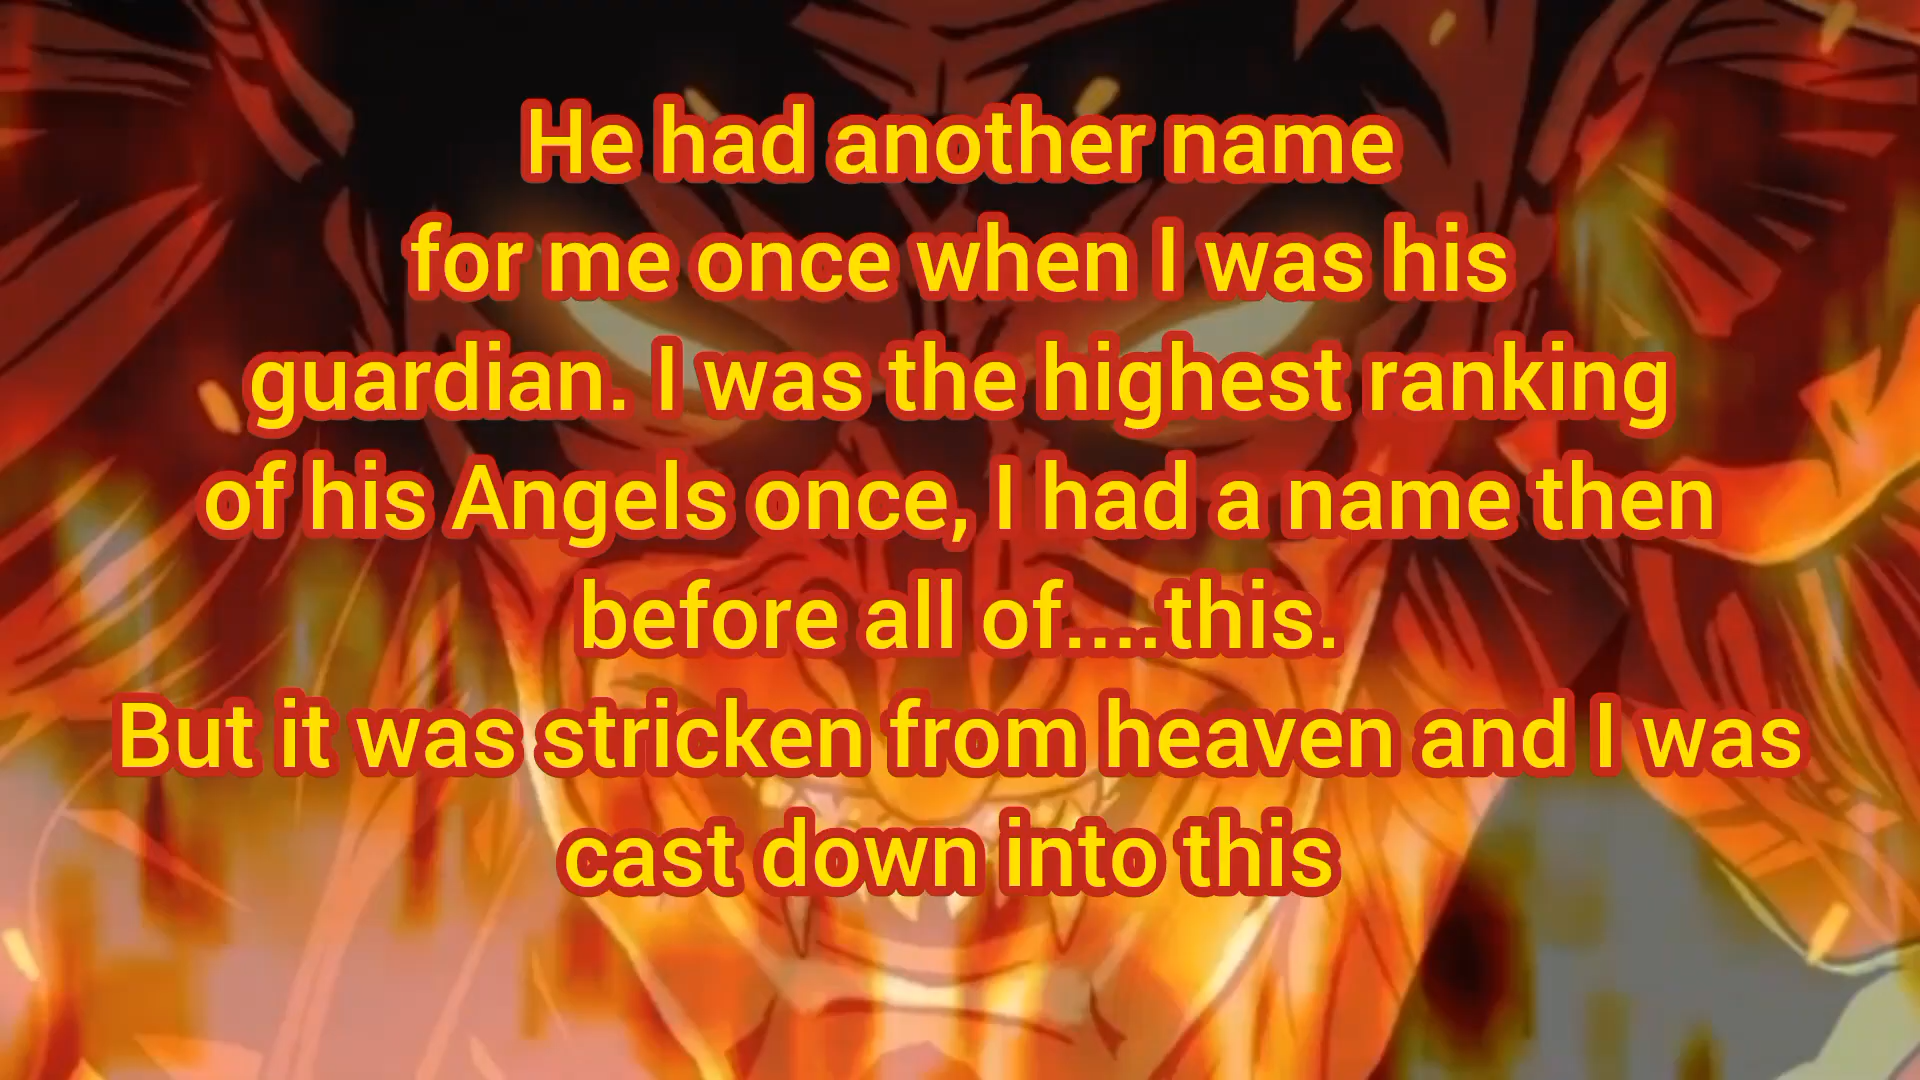 He had another name
for me once when I was his
guardian. I was the highest ranking
of his Angels once, I had a name then
before all of....this.
But it was stricken from heaven and I was
cast down into this